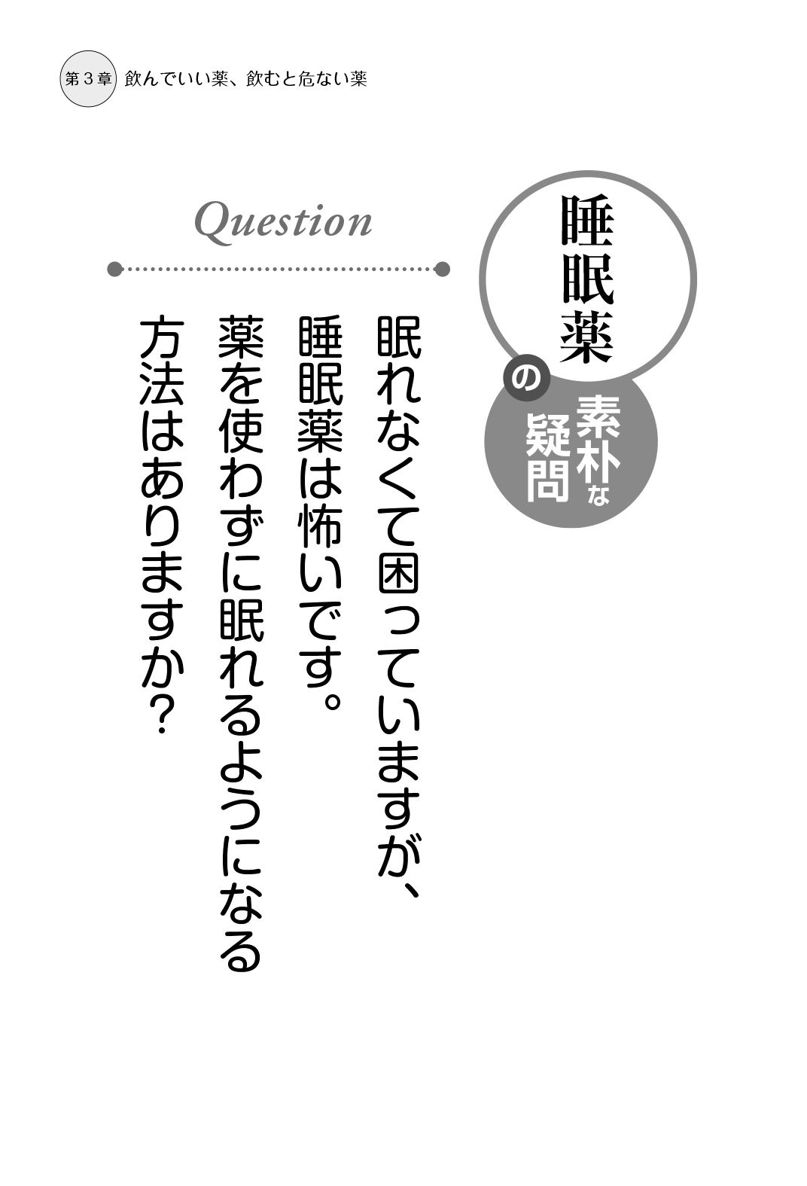 第3章 飲んでいい薬、飲むと危ない薬
睡眠薬
の
素朴な
疑問
Question
眠れなくて困っていますが、
睡眠薬は怖いです。
薬を使わずに眠れるようになる
方法はありますか？